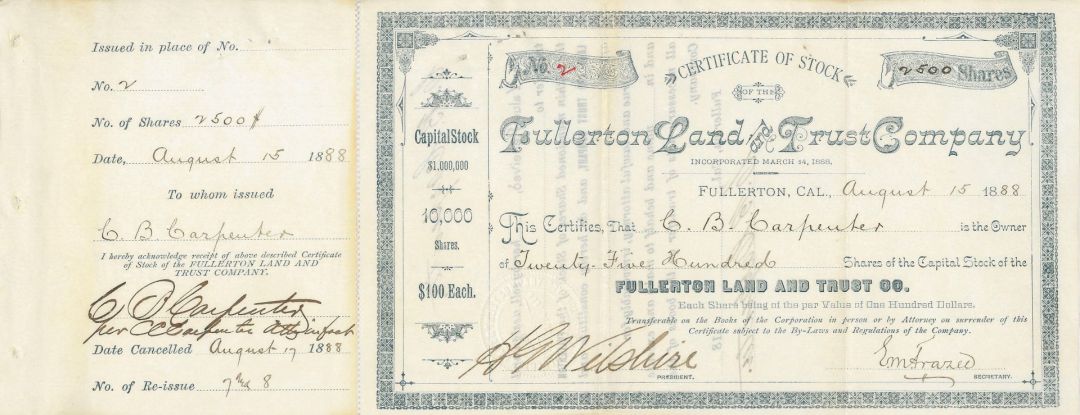 Issued in place of No.
No. 2
No. of Shares 2500
Date, August 15 1888
To whom issued
C. B. Carpenter
I hereby acknowledge receipt of above described Certificate
of Stock of the FULLERTON LAND AND
TRUST COMPANY.
C B Carpenter
per C C Carpenter Atty in fact
Date Cancelled August 17 1888
No. of Re-issue 7 and 8
Capital Stock
$1.000,000
10,000
Shares.
$100 Each.
No. 2
CERTIFICATE OF STOCK
OF THE
2500 Shares
Fullerton Land and Trust Company
INCORPORATED MARCH 14, 1888.
FULLERTON, CAL., August 15 1888
This Certifies, That C. B. Carpenter is the Owner
of Twenty-Five Hundred Shares of the Capital Stock of the
FULLERTON LAND AND TRUST CO.
Each Share being of the par Value of One Hundred Dollars.
Transferable on the Books of the Corporation in person or by Attorney on surrender of this
Certificate subject to the By-Laws and Regulations of the Company.
H G Wilshire
PRESIDENT.
E M Frazee
SECRETARY.